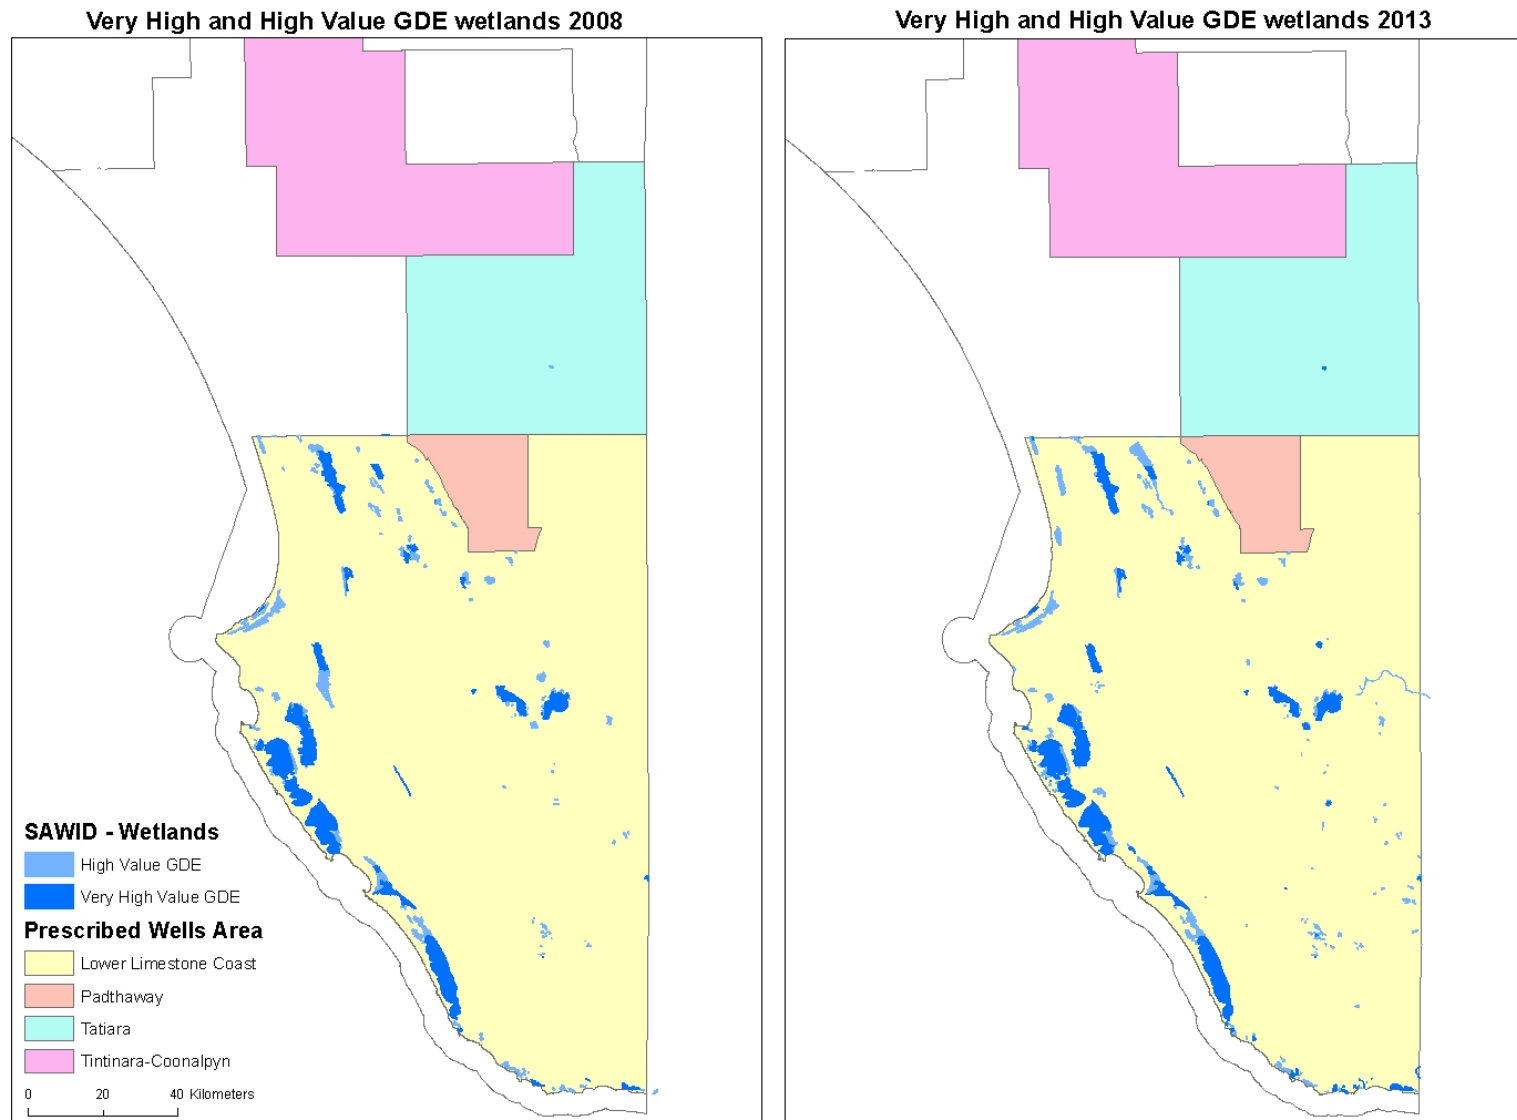 Very High and High Value GDE wetlands 2008
Very High and High Value GDE wetlands 2013
SAWID - Wetlands
High Value GDE
Very High Value GDE
Prescribed Wells Area
Lower Limestone Coast
Padthaway
Tatiara
Tintinara-Coonalpyn
0 20 40 Kilometers